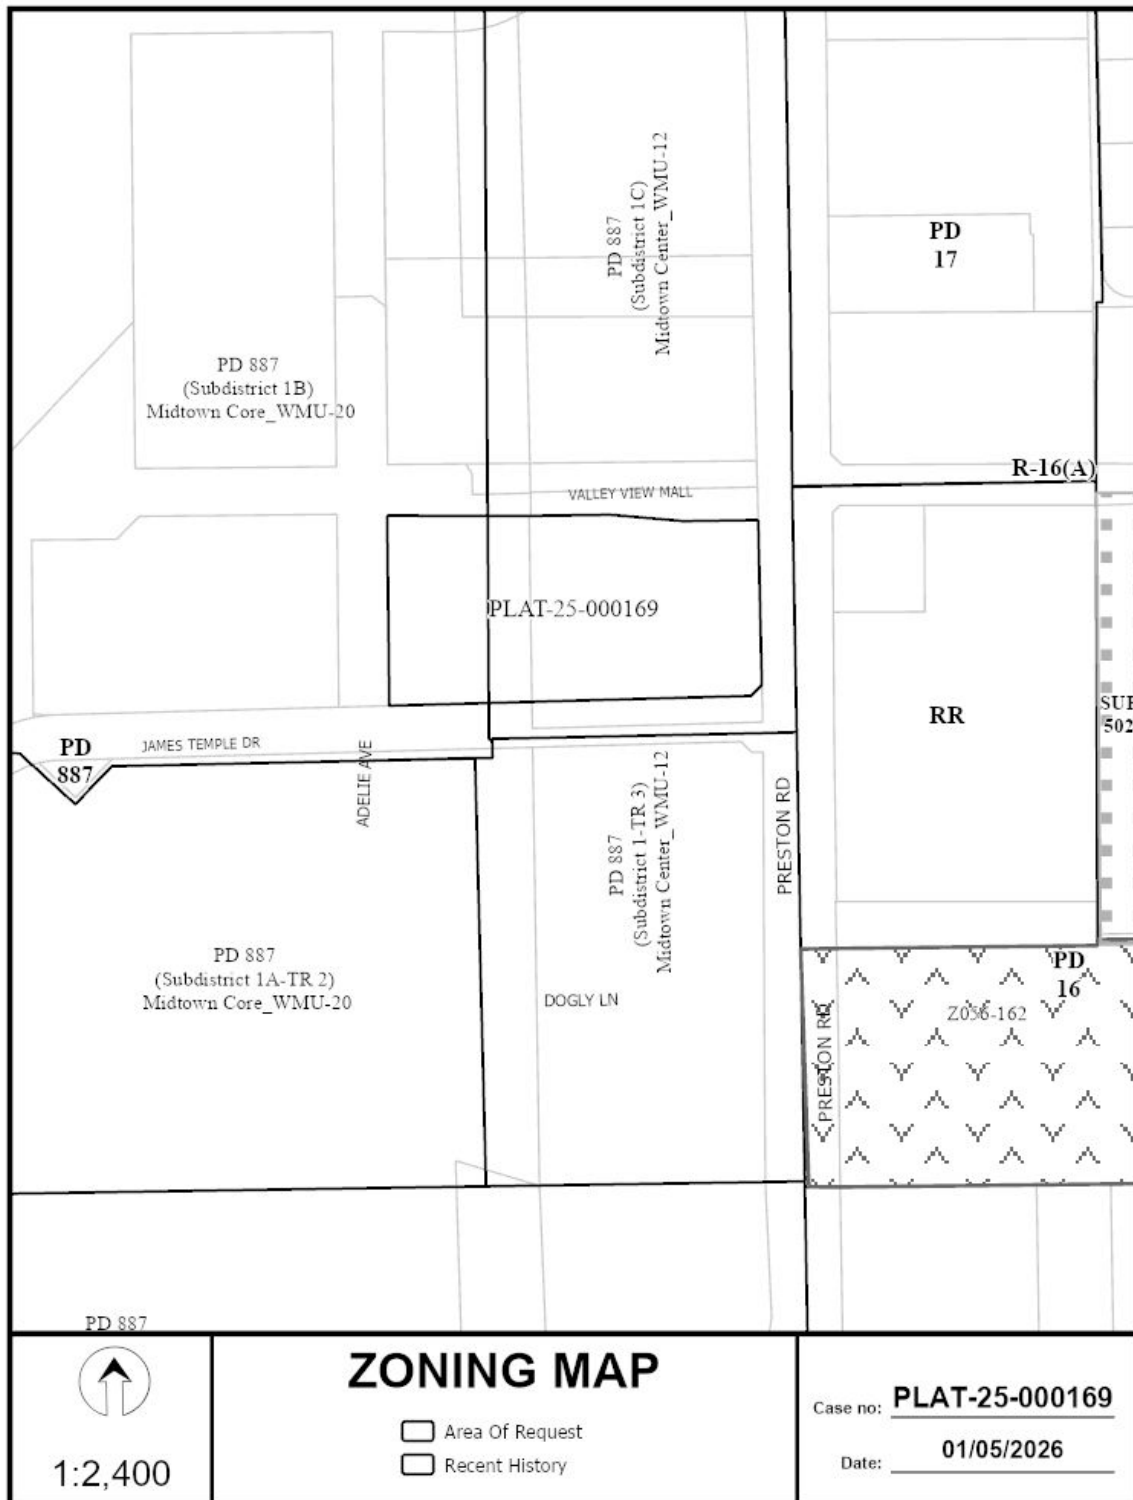 PD 887
(Subdistrict 1C)
Midtown Center_WMU-12
PD
17
PD 887
(Subdistrict 1B)
Midtown Core_WMU-20
R-16(A)
VALLEY VIEW MALL
PLAT-25-000169
RR
PD
887
JAMES TEMPLE DR
ADELIE AVE
PD 887
(Subdistrict 1-TR 3)
Midtown Center_WMU-12
PRESTON RD
SUP
502
PD 887
(Subdistrict 1A-TR 2)
Midtown Core_WMU-20
DOGLY LN
PD
16
Z056-162
PRESTON RD
PD 887
1:2,400
ZONING MAP
Area Of Request
Recent History
Case no: PLAT-25-000169
Date: 01/05/2026